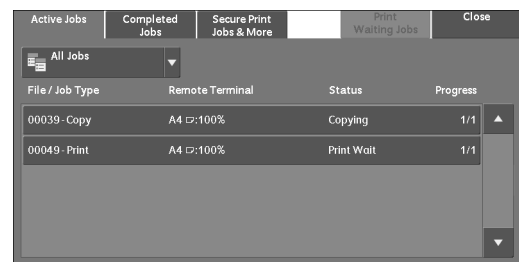 Active Jobs
Completed Jobs
Secure Print Jobs & More
Print Waiting Jobs
Close
All Jobs
File / Job Type Remote Terminal Status Progress
00039 - Copy A4 :100% Copying 1/1
00049 - Print A4 :100% Print Wait 1/1